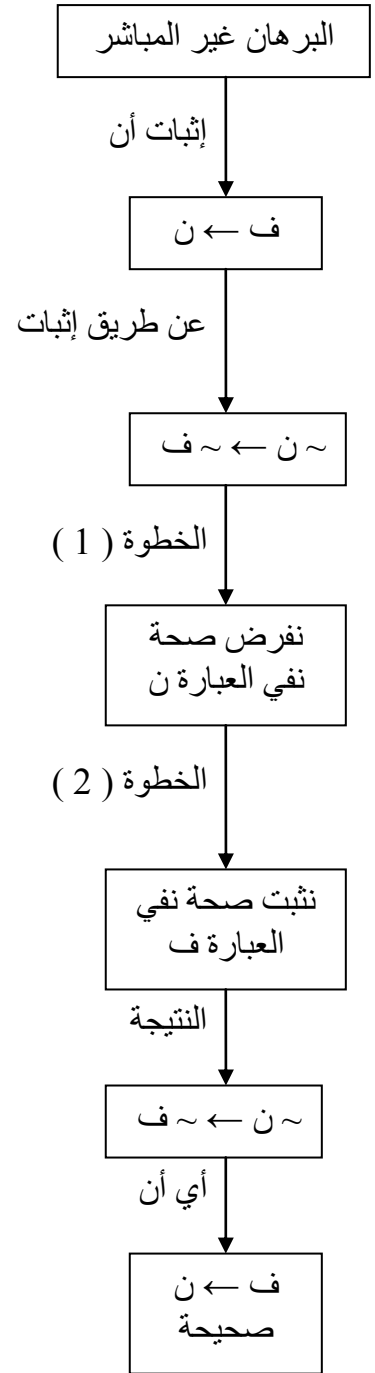 البرهان غير المباشر
إثبات أن
ف ← ن
عن طريق إثبات
~ ن ← ~ ف
الخطوة ( 1 )
نفرض صحة
نفي العبارة ن
الخطوة ( 2 )
نثبت صحة نفي
العبارة ف
النتيجة
~ ن ← ~ ف
أي أن
ف ← ن
صحيحة